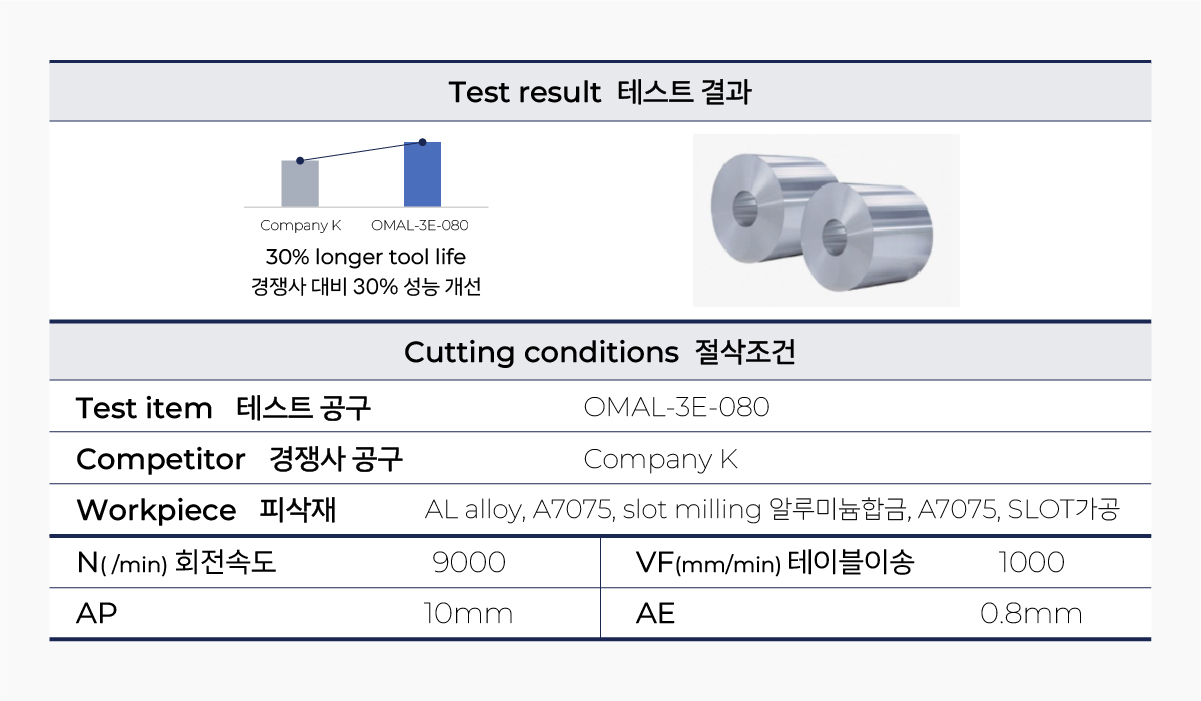 Test result 테스트 결과
Company K
OMAL-3E-080
30% longer tool life
경쟁사 대비 30% 성능 개선
Cutting conditions 절삭조건
Test item 테스트 공구 OMAL-3E-080
Competitor 경쟁사 공구 Company K
Workpiece 피삭재 AL alloy, A7075, slot milling 알루미늄합금, A7075, SLOT가공
N( /min) 회전속도 9000 VF(mm/min) 테이블이송 1000
AP 10mm AE 0.8mm